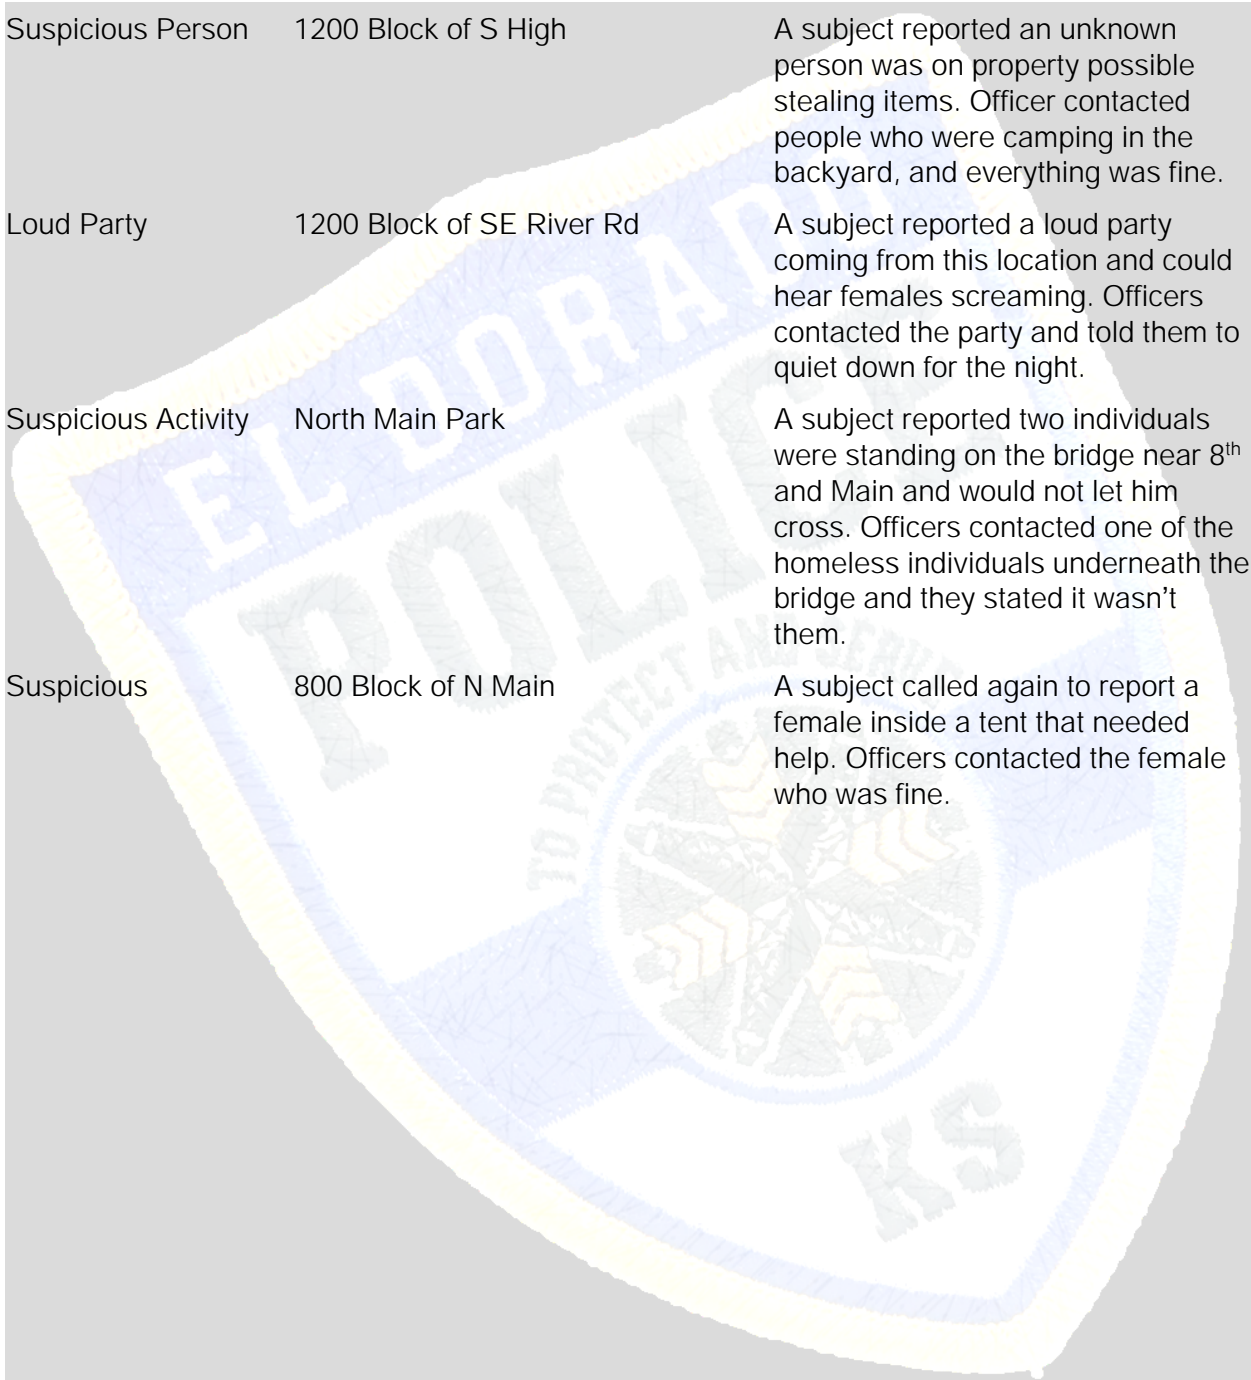 Suspicious Person 1200 Block of S High A subject reported an unknown
person was on property possible
stealing items. Officer contacted
people who were camping in the
backyard, and everything was fine.
Loud Party 1200 Block of SE River Rd A subject reported a loud party
coming from this location and could
hear females screaming. Officers
contacted the party and told them to
quiet down for the night.
Suspicious Activity North Main Park A subject reported two individuals
were standing on the bridge near 8th
and Main and would not let him
cross. Officers contacted one of the
homeless individuals underneath the
bridge and they stated it wasn't
them.
Suspicious 800 Block of N Main A subject called again to report a
female inside a tent that needed
help. Officers contacted the female
who was fine.
EL DORADO
POLICE
TO PROTECT AND SERVE
KS